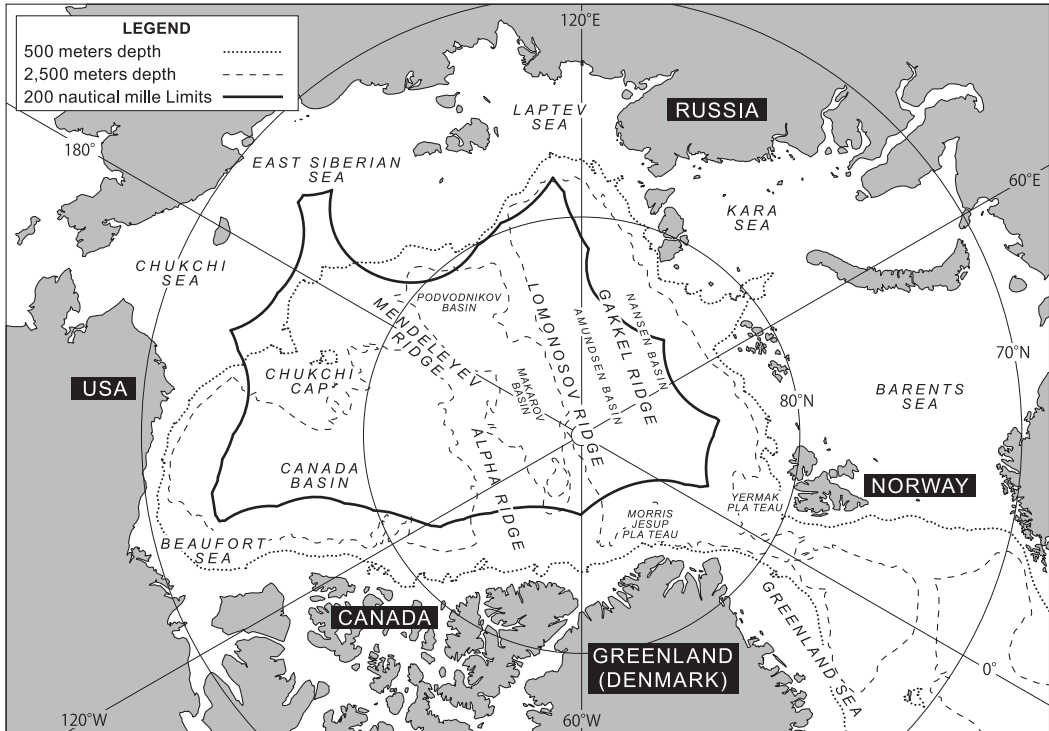 LEGEND
500 meters depth
2,500 meters depth
200 nautical mille Limits
120°E
LAPTEV
SEA
RUSSIA
180°
EAST SIBERIAN
SEA
60°E
KARA
SEA
CHUKCHI
SEA
PODVODNIKOV
BASIN
MENDELEYEV
RIDGE
LOMONOSOV RIDGE
GAKKEL RIDGE
NANSEN BASIN
AMUNDSEN BASIN
MAKAROV
BASIN
70°N
USA
CHUKCHI
CAP
80°N
BARENTS
SEA
ALPHA RIDGE
CANADA
BASIN
NORWAY
YERMAK
PLA TEAU
MORRIS
JESUP
PLA TEAU
BEAUFORT
SEA
GREENLAND SEA
CANADA
GREENLAND
(DENMARK)
0°
120°W
60°W